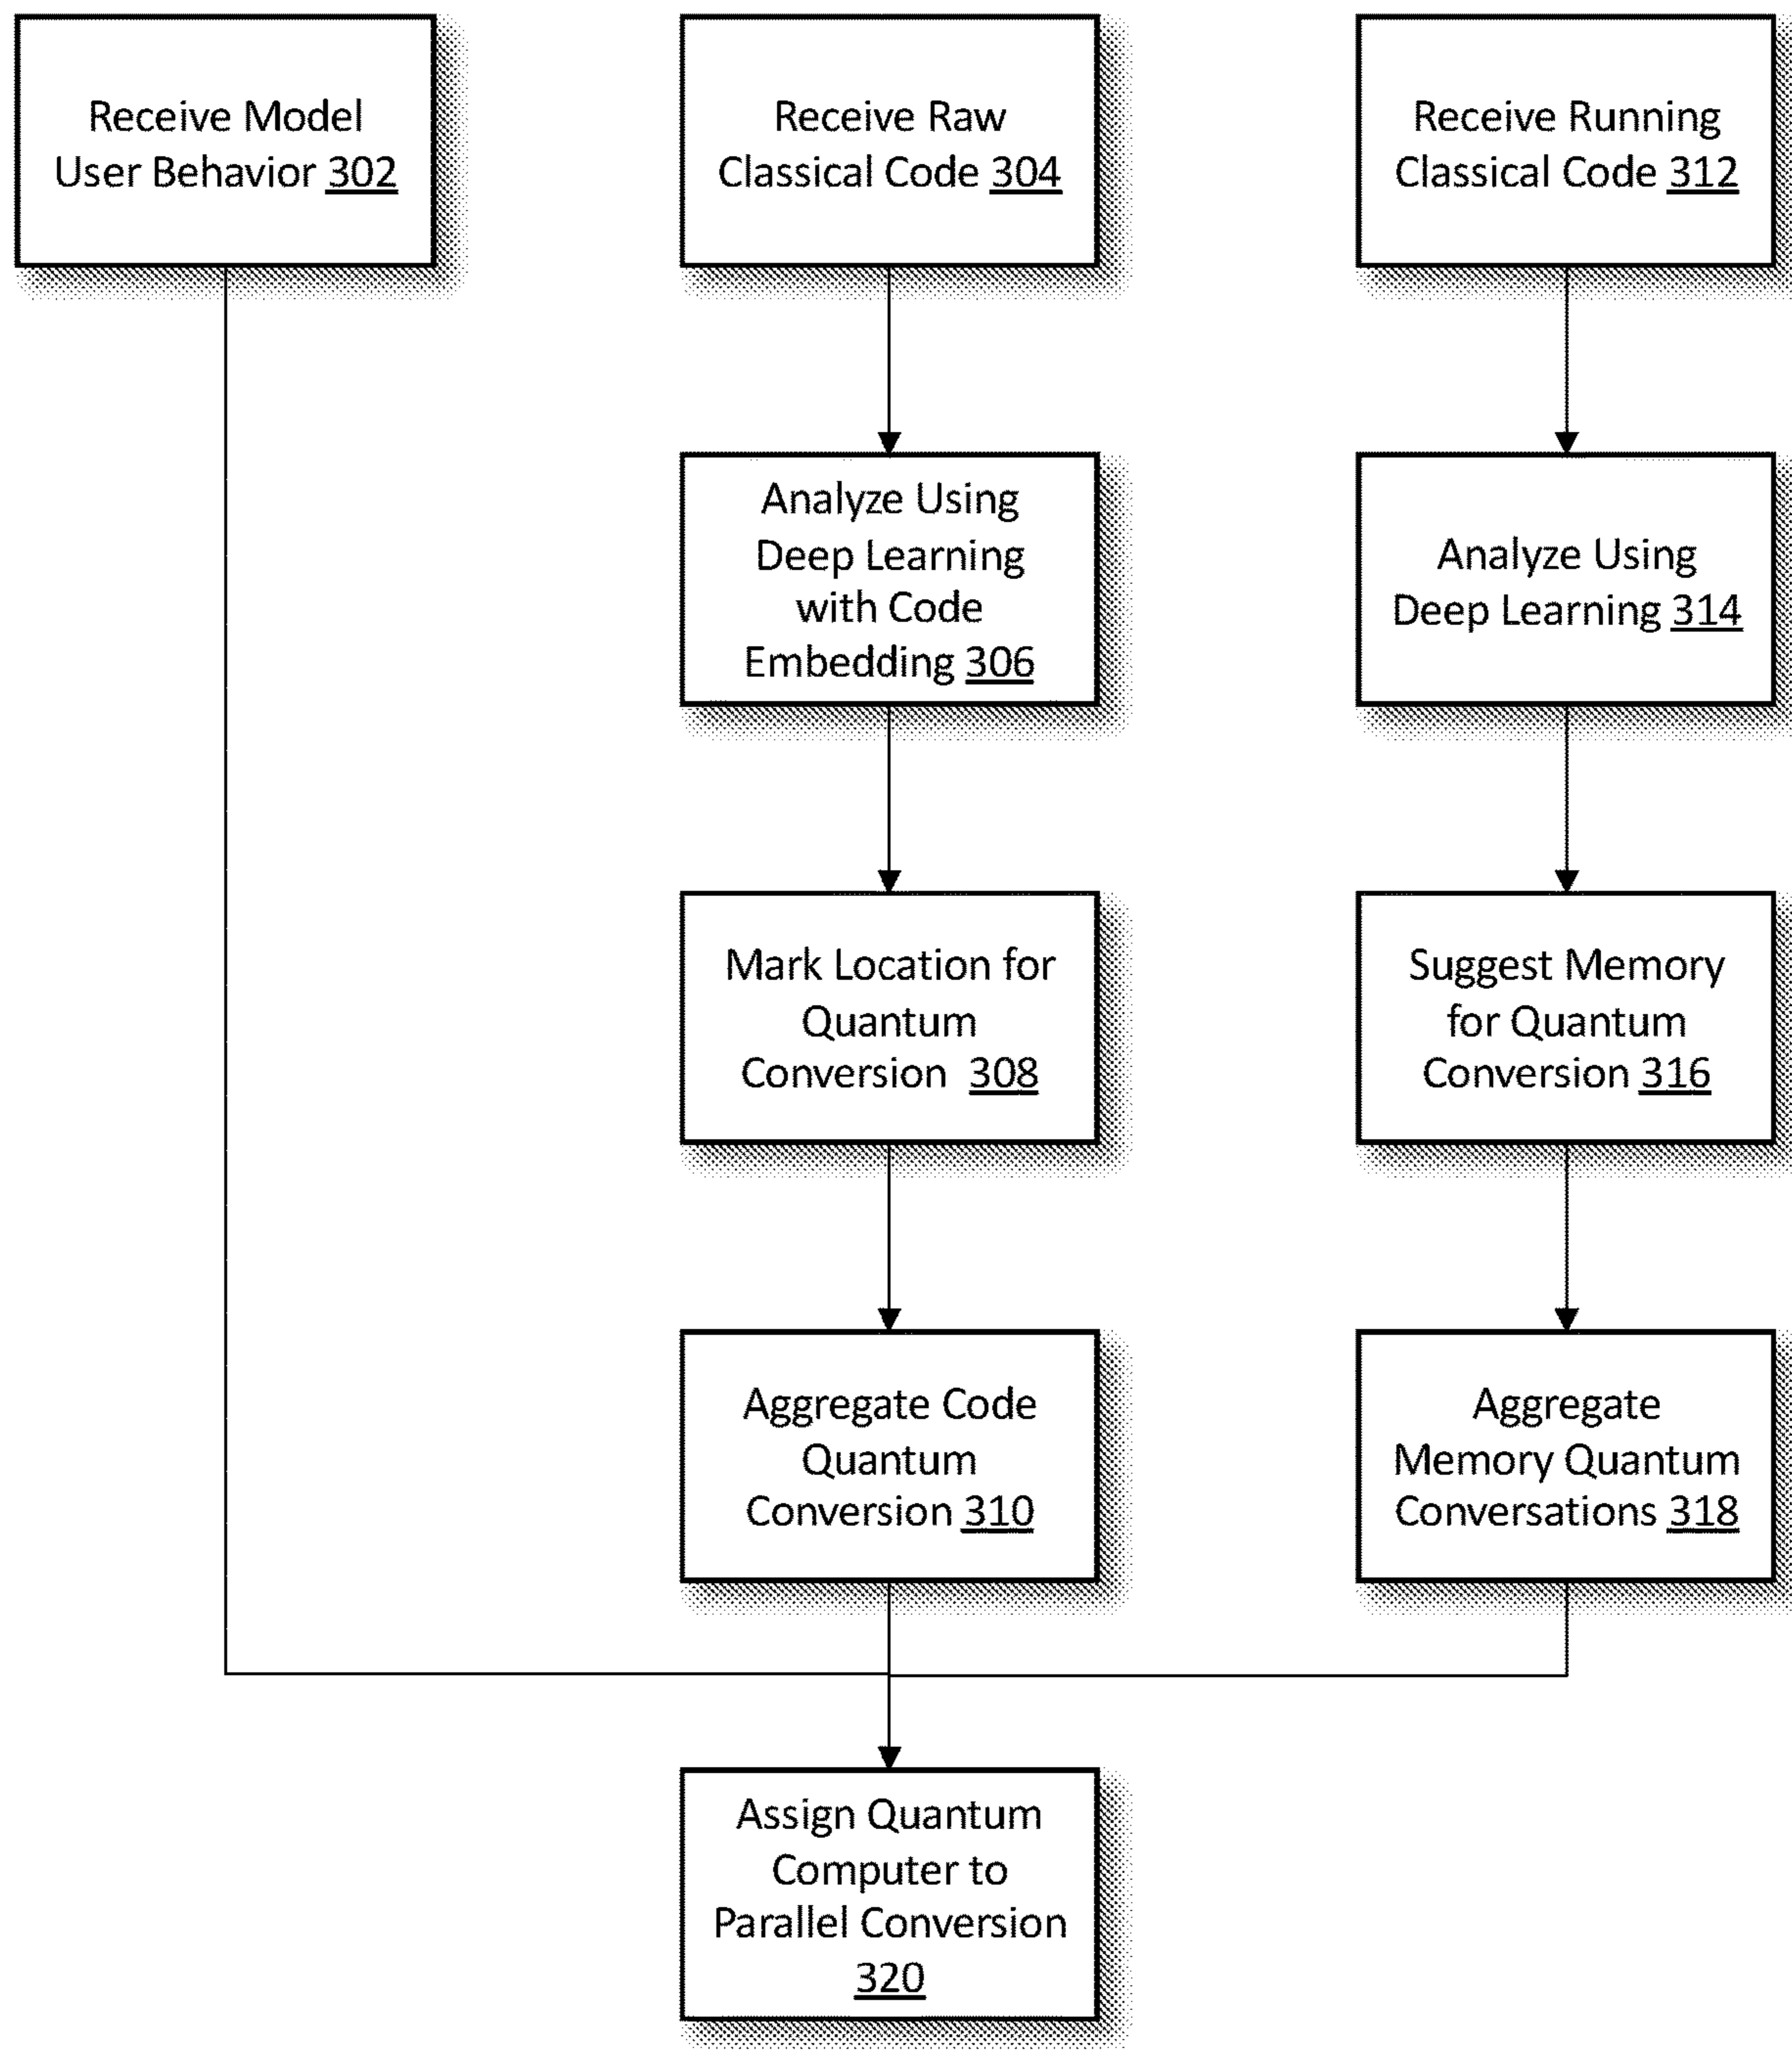 Receive Model
User Behavior 302
Receive Raw
Classical Code 304
Receive Running
Classical Code 312
Analyze Using
Deep Learning
with Code
Embedding 306
Analyze Using
Deep Learning 314
Mark Location for
Quantum
Conversion 308
Suggest Memory
for Quantum
Conversion 316
Aggregate Code
Quantum
Conversion 310
Aggregate
Memory Quantum
Conversations 318
Assign Quantum
Computer to
Parallel Conversion
320